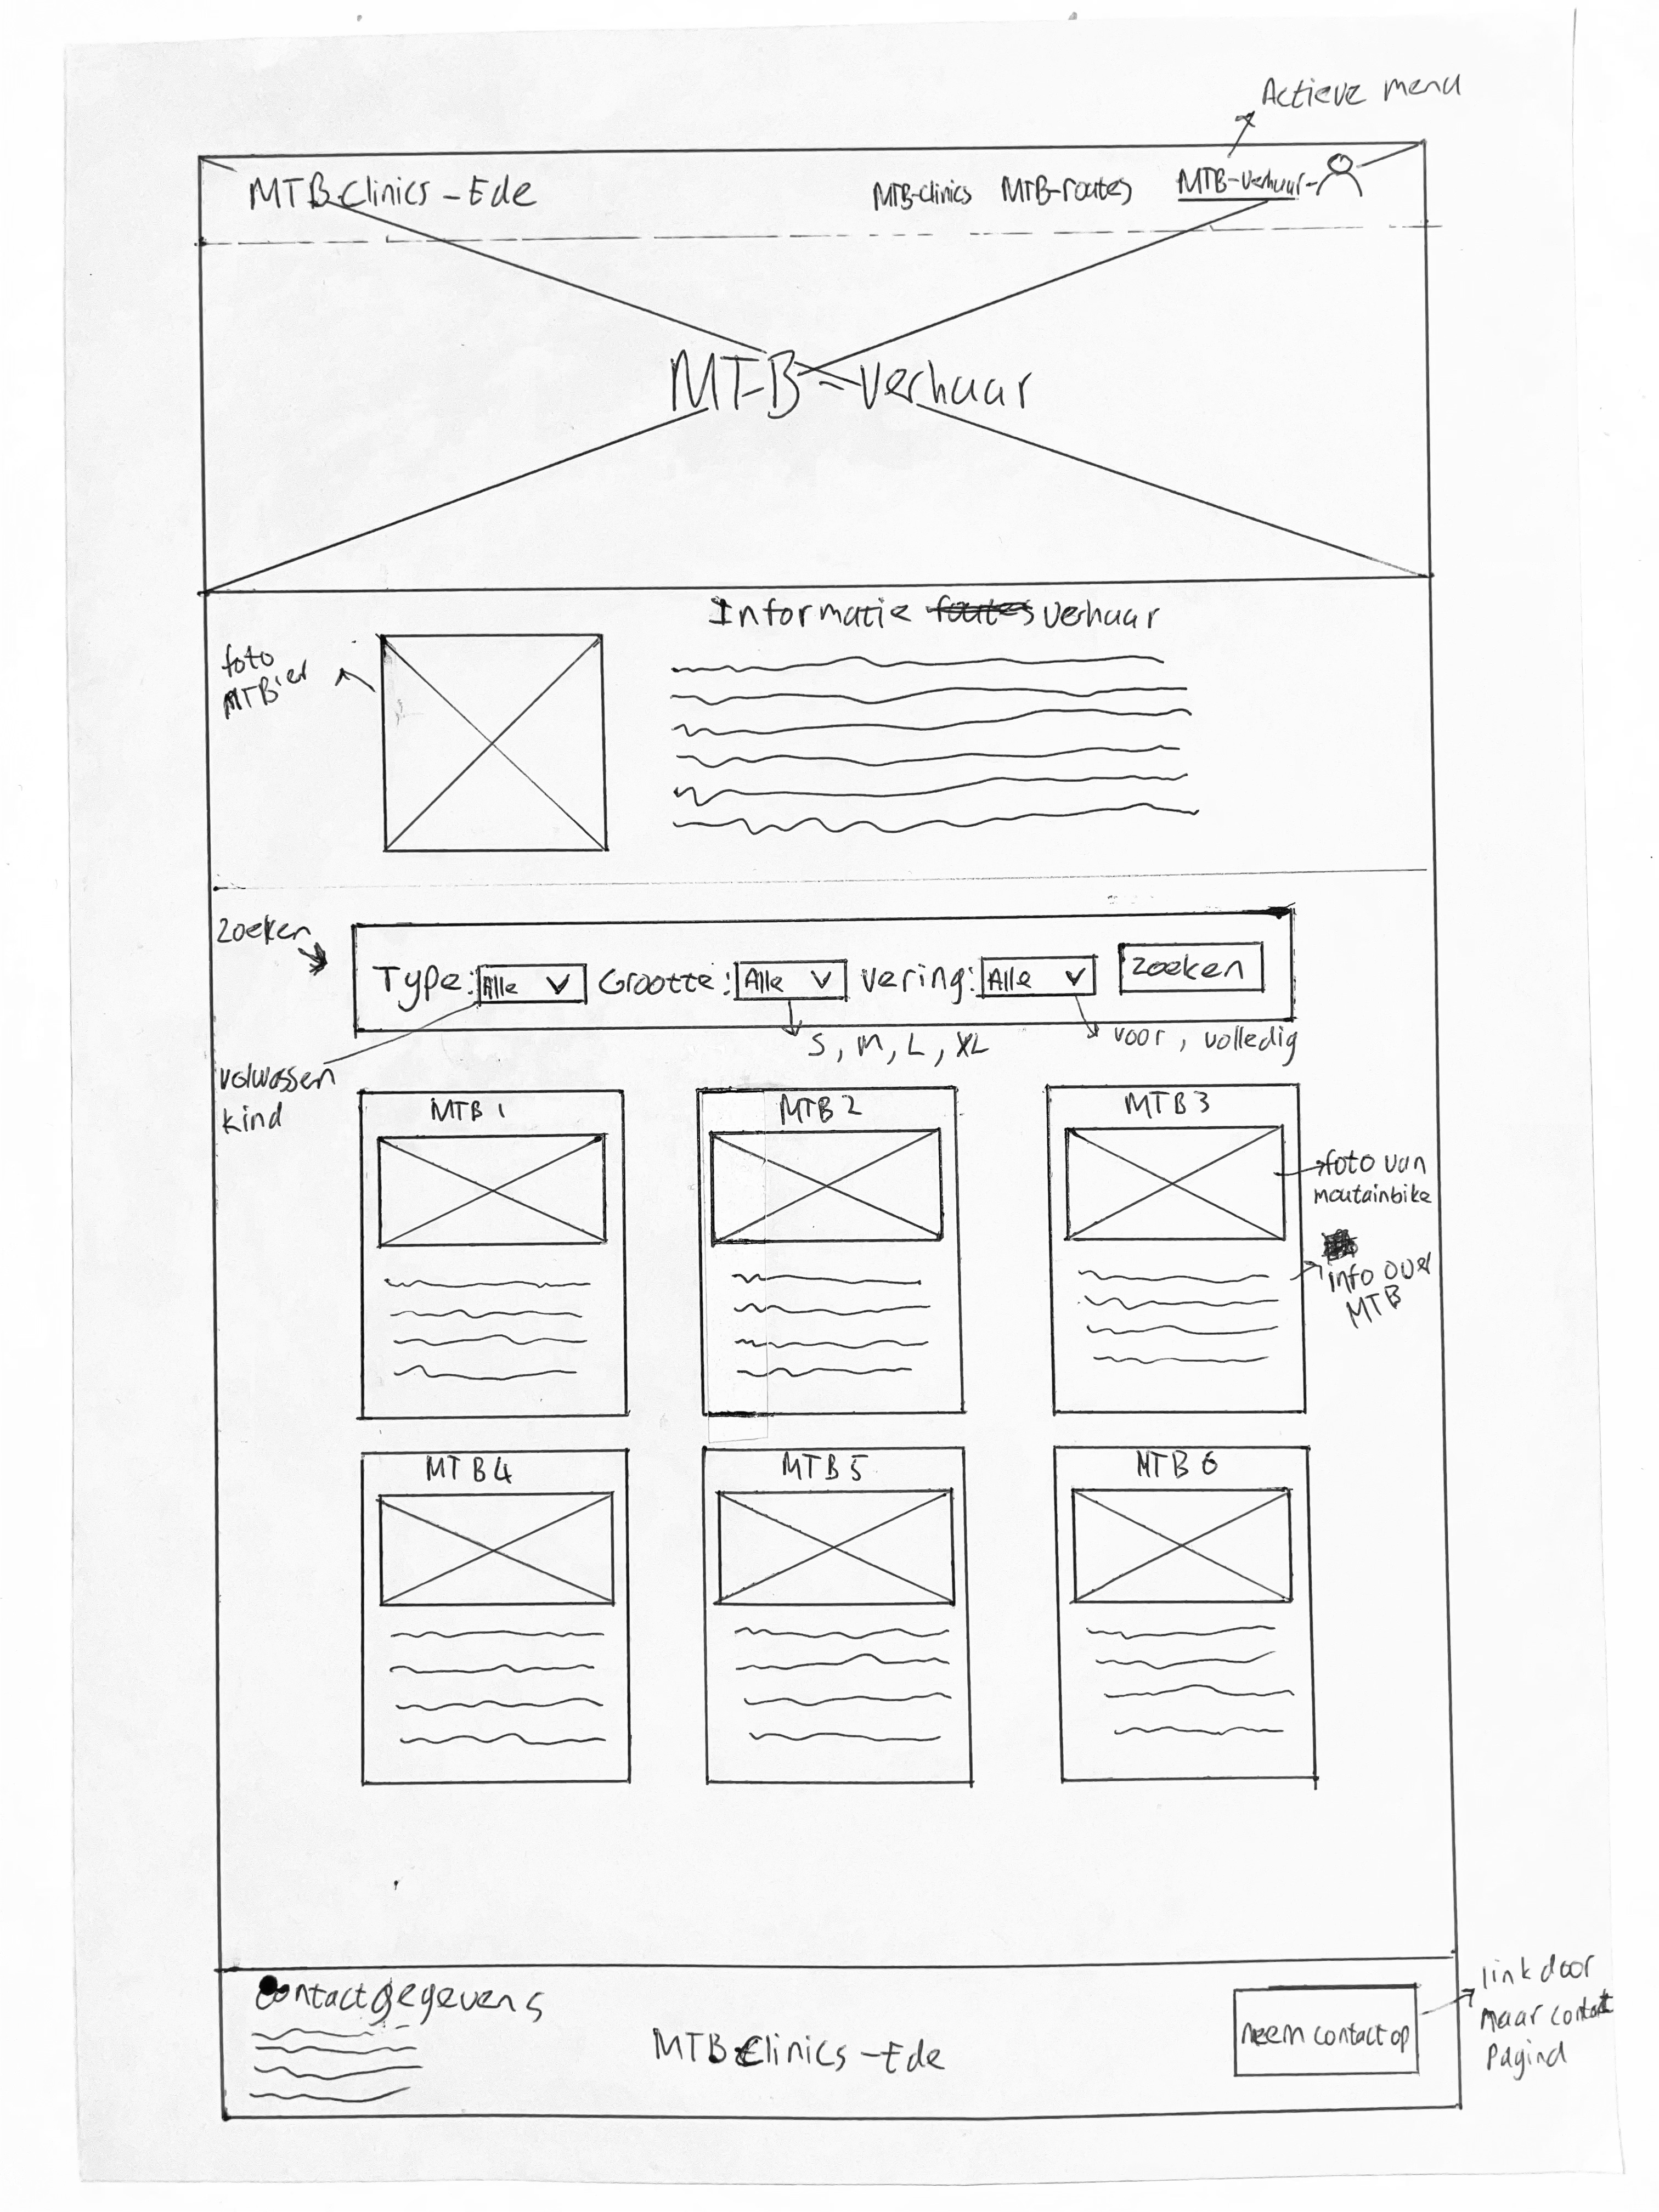 Actieve menu
MTB-Clinics - Ede
MTB-clinics MTB-routes MTB-verhuur
MTB - Verhuur
Informatie routes verhuur
foto
MTB'er
zoeken
Type: Alle Grootte: Alle vering: Alle zoeken
S, M, L, XL
voor, volledig
volwassen
kind
MTB 1
MTB 2
MTB 3
foto van
moutainbike
info over
MTB
MTB 4
MTB 5
MTB 6
Contactgegevens
MTB-Clinics - Ede
neem contact op
link door
naar contact
pagina